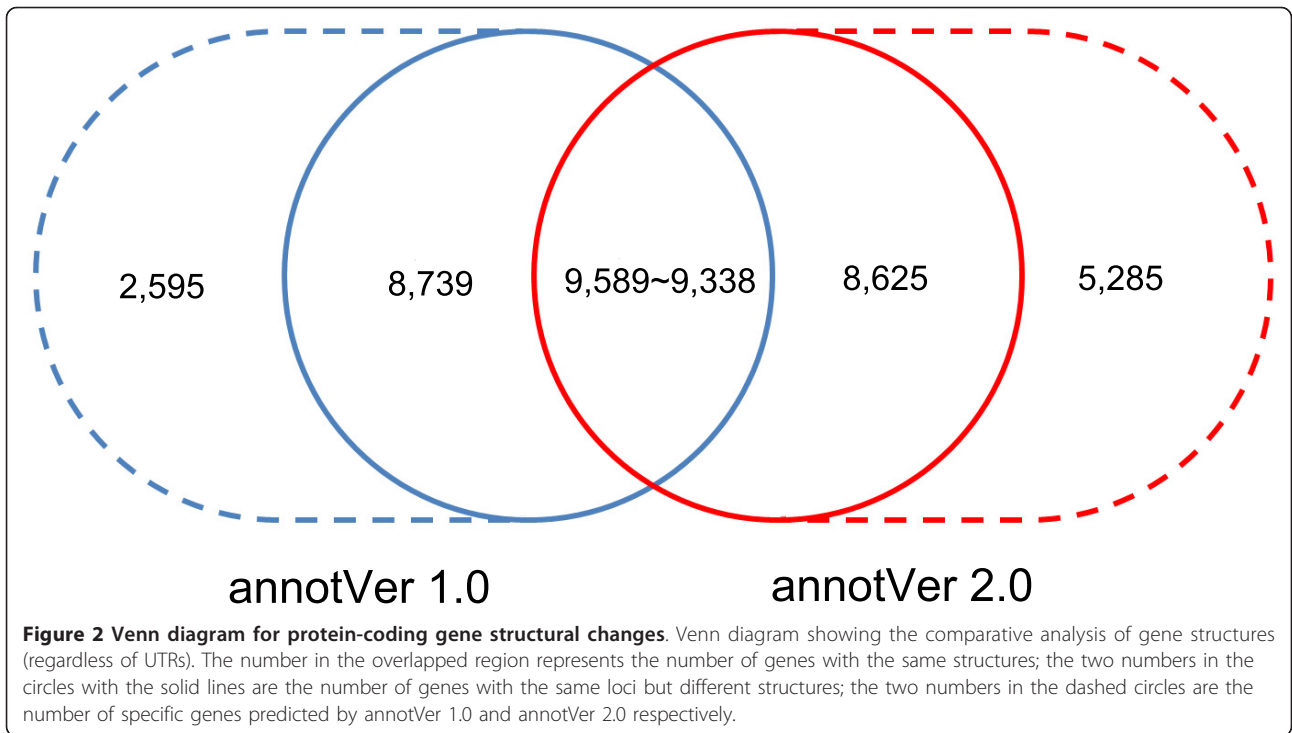 2,595 8,739 9,589~9,338 8,625 5,285
annotVer 1.0 annotVer 2.0
Figure 2 Venn diagram for protein-coding gene structural changes. Venn diagram showing the comparative analysis of gene structures
(regardless of UTRs). The number in the overlapped region represents the number of genes with the same structures; the two numbers in the
circles with the solid lines are the number of genes with the same loci but different structures; the two numbers in the dashed circles are the
number of specific genes predicted by annotVer 1.0 and annotVer 2.0 respectively.